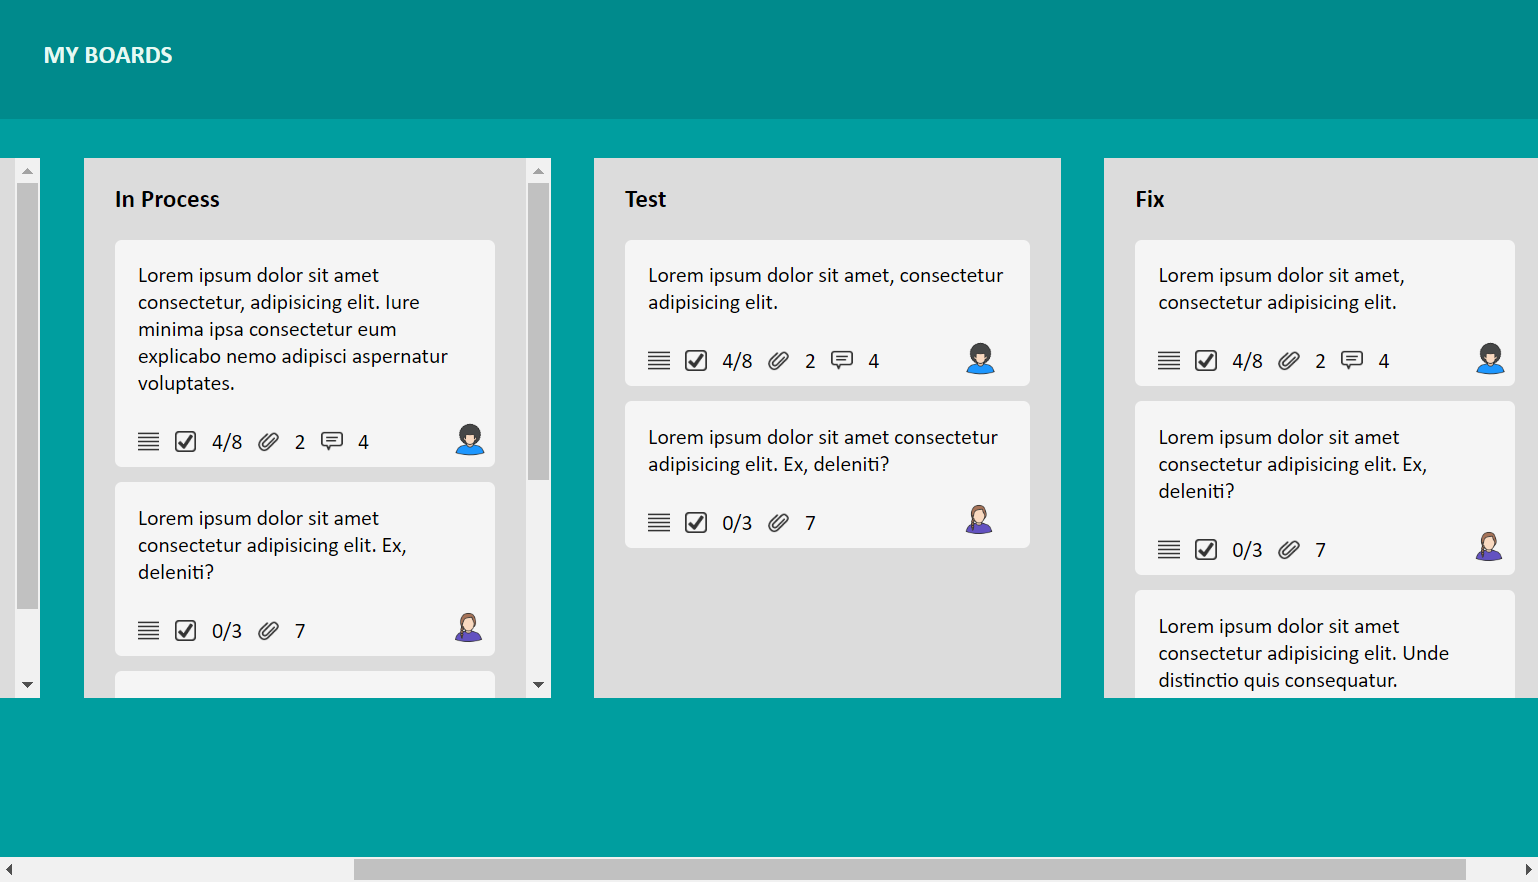 MY BOARDS
In Process
Lorem ipsum dolor sit amet
consectetur, adipisicing elit. Iure
minima ipsa consectetur eum
explicabo nemo adipisci aspernatur
voluptates.
4/8 2 4
Lorem ipsum dolor sit amet
consectetur adipisicing elit. Ex,
deleniti?
0/3 7
Test
Lorem ipsum dolor sit amet, consectetur
adipisicing elit.
4/8 2 4
Lorem ipsum dolor sit amet consectetur
adipisicing elit. Ex, deleniti?
0/3 7
Fix
Lorem ipsum dolor sit amet,
consectetur adipisicing elit.
4/8 2 4
Lorem ipsum dolor sit amet
consectetur adipisicing elit. Ex,
deleniti?
0/3 7
Lorem ipsum dolor sit amet
consectetur adipisicing elit. Unde
distinctio quis consequatur.